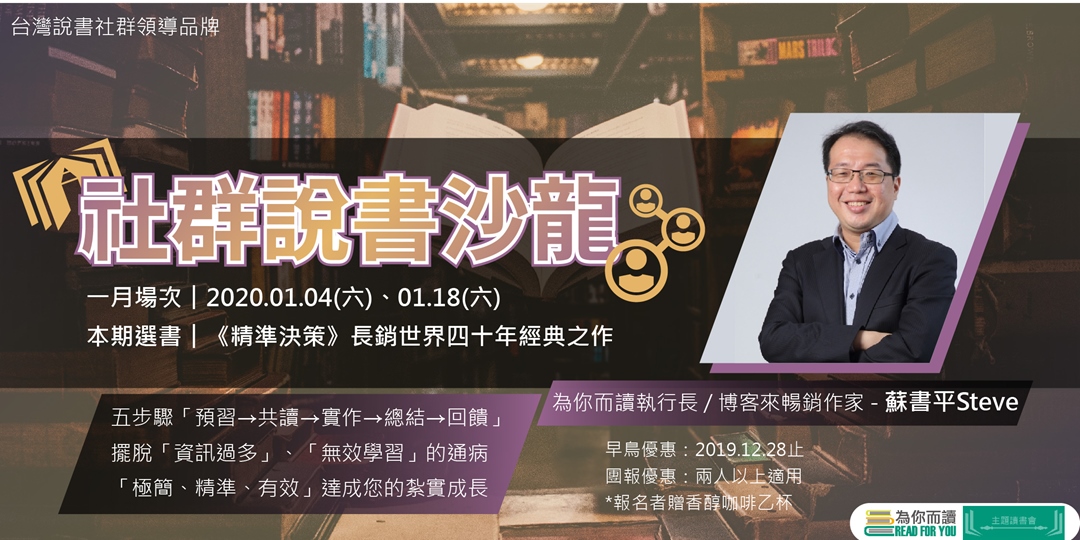 台灣說書社群領導品牌
MARS TRILO
社群說書沙龍
一月場次｜2020.01.04(六)、01.18(六)
本期選書｜《精準決策》長銷世界四十年經典之作
五步驟「預習→共讀→實作→總結→回饋」
擺脫「資訊過多」、「無效學習」的通病
「極簡、精準、有效」達成您的紮實成長
為你而讀執行長 / 博客來暢銷作家 - 蘇書平Steve
早鳥優惠：2019.12.28止
團報優惠：兩人以上適用
*報名者贈香醇咖啡乙杯
為你而讀
READ FOR YOU
主題讀書會